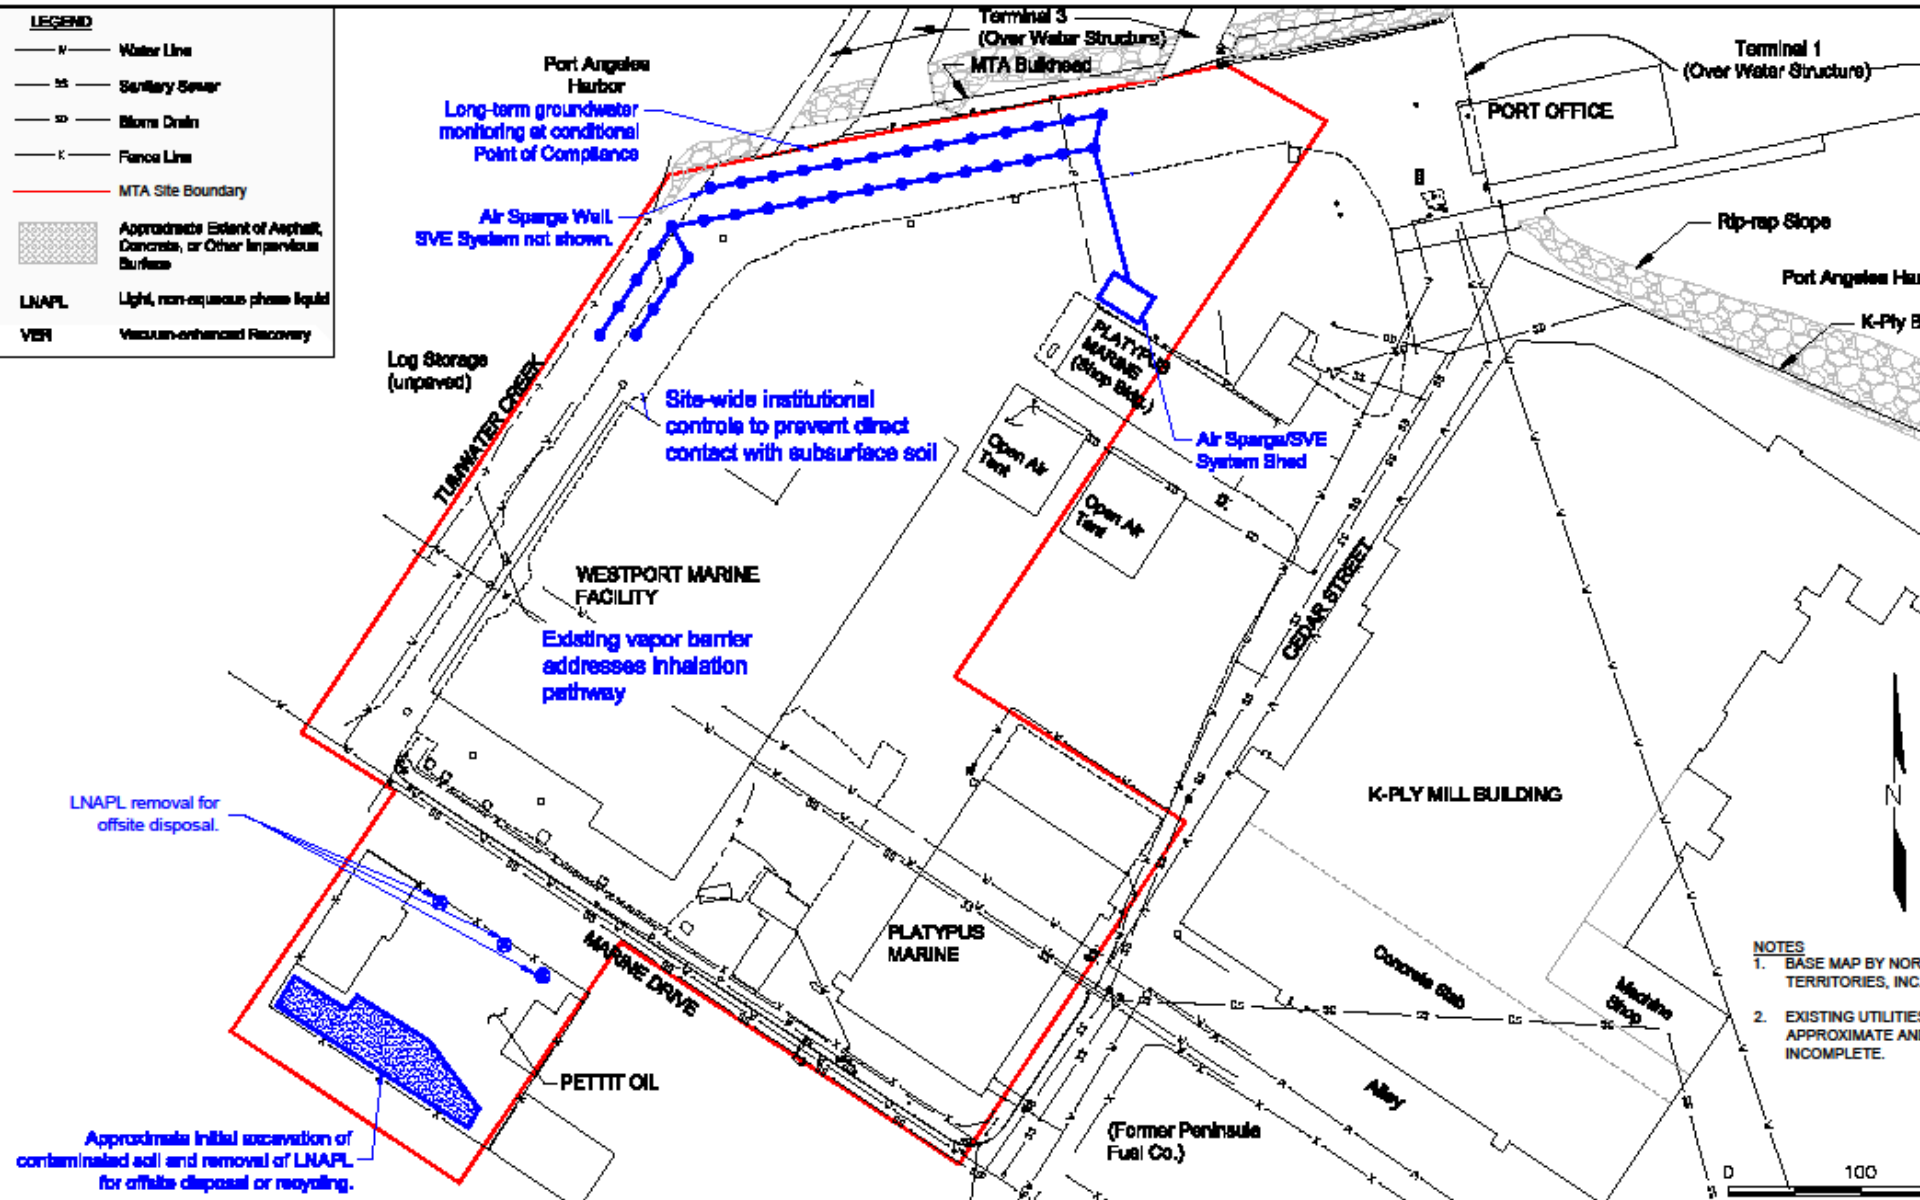 LEGEND
W
Water Line
SS
Sanitary Sewer
SD
Storm Drain
X
Fence Line
MTA Site Boundary
Approximate Extent of Asphalt,
Concrete, or Other Impervious
Surface
LNAPL
Light, non-aqueous phase liquid
VER
Vacuum-enhanced Recovery
Terminal 3
(Over Water Structure)
MTA Bulkhead
Port Angeles
Harbor
Long-term groundwater
monitoring at conditional
Point of Compliance
Air Sparge Well.
SVE System not shown.
Terminal 1
(Over Water Structure)
PORT OFFICE
Rip-rap Slope
Port Angeles Har
K-Ply B
Log Storage
(unpaved)
TUMWATER CREEK
Site-wide institutional
controls to prevent direct
contact with subsurface soil
PLATYPUS
MARINE
(Shop Bldg.)
Open Air
Tent
Open Air
Tent
Air Sparge/SVE
System Shed
CEDAR STREET
WESTPORT MARINE
FACILITY
Existing vapor barrier
addresses inhalation
pathway
LNAPL removal for
offsite disposal.
K-PLY MILL BUILDING
N
MARINE DRIVE
PLATYPUS
MARINE
Concrete Slab
Machine
Shop
NOTES
1. BASE MAP BY NOR
TERRITORIES, INC
2. EXISTING UTILITIES
APPROXIMATE AND
INCOMPLETE.
PETTIT OIL
Alley
(Former Peninsula
Fuel Co.)
Approximate initial excavation of
contaminated soil and removal of LNAPL
for offsite disposal or recycling.
0 100